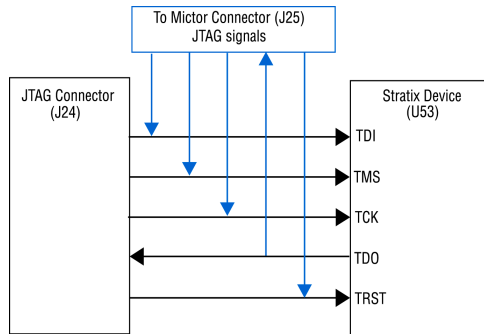 To Mictor Connector (J25)
JTAG signals
JTAG Connector
(J24)
Stratix Device
(U53)
TDI
TMS
TCK
TDO
TRST